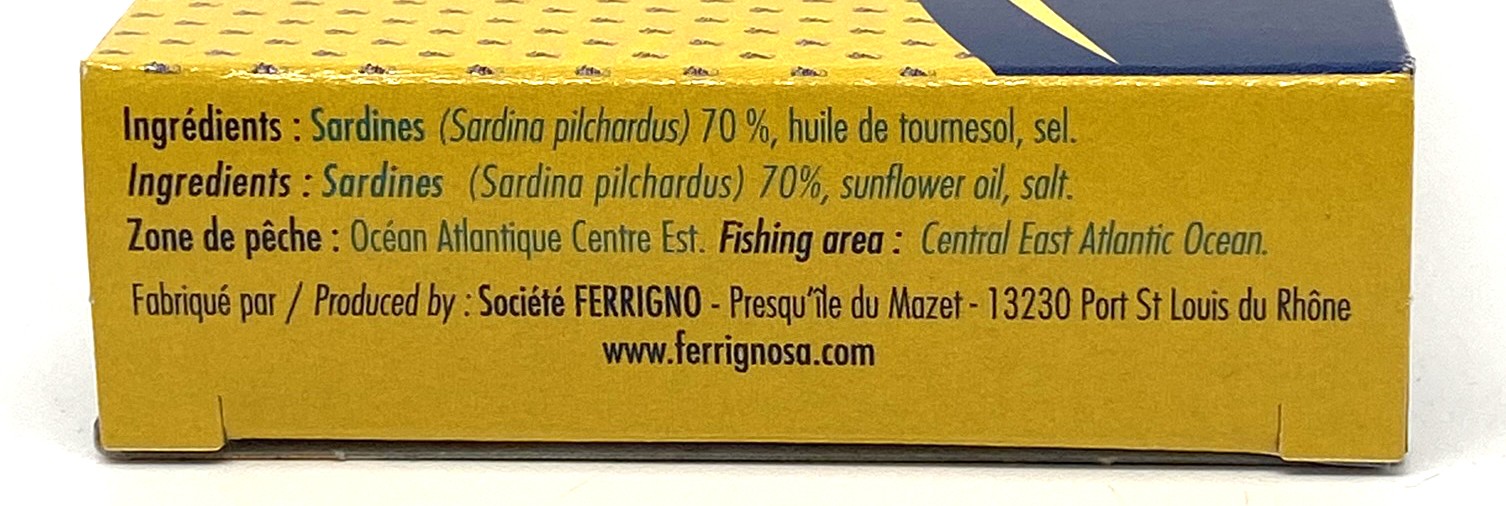 Ingrédients : Sardines (Sardina pilchardus) 70 %, huile de tournesol, sel.
Ingredients : Sardines (Sardina pilchardus) 70%, sunflower oil, salt.
Zone de pêche : Océan Atlantique Centre Est. Fishing area : Central East Atlantic Ocean.
Fabriqué par / Produced by : Société FERRIGNO - Presqu'île du Mazet - 13230 Port St Louis du Rhône
www.ferrignosa.com